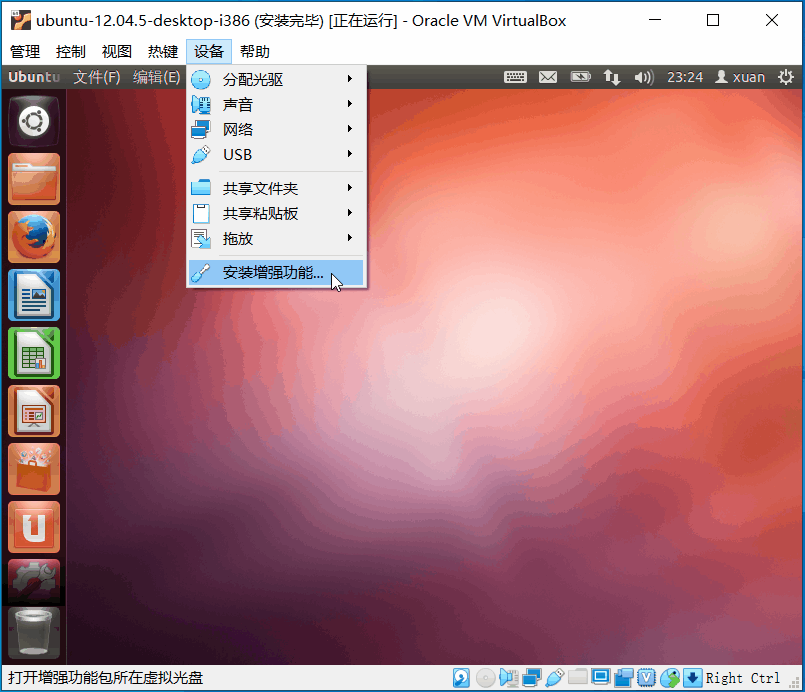 ubuntu-12.04.5-desktop-i386 (安装完毕) [正在运行] - Oracle VM VirtualBox
管理 控制 视图 热键 设备 帮助
Ubuntu 文件(F) 编辑(E) 23:24 xuan
分配光驱
声音
网络
USB
共享文件夹
共享粘贴板
拖放
安装增强功能...
打开增强功能包所在虚拟光盘 Right Ctrl